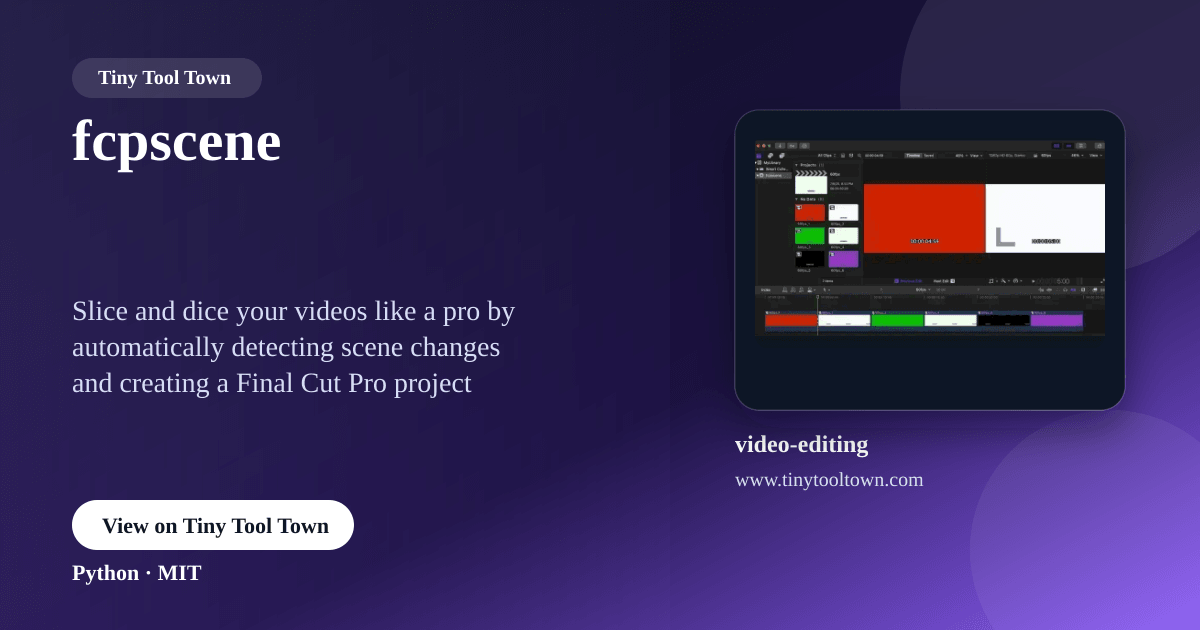 Tiny Tool Town
fcpscene
Slice and dice your videos like a pro by
automatically detecting scene changes
and creating a Final Cut Pro project
View on Tiny Tool Town
Python · MIT
video-editing
www.tinytooltown.com